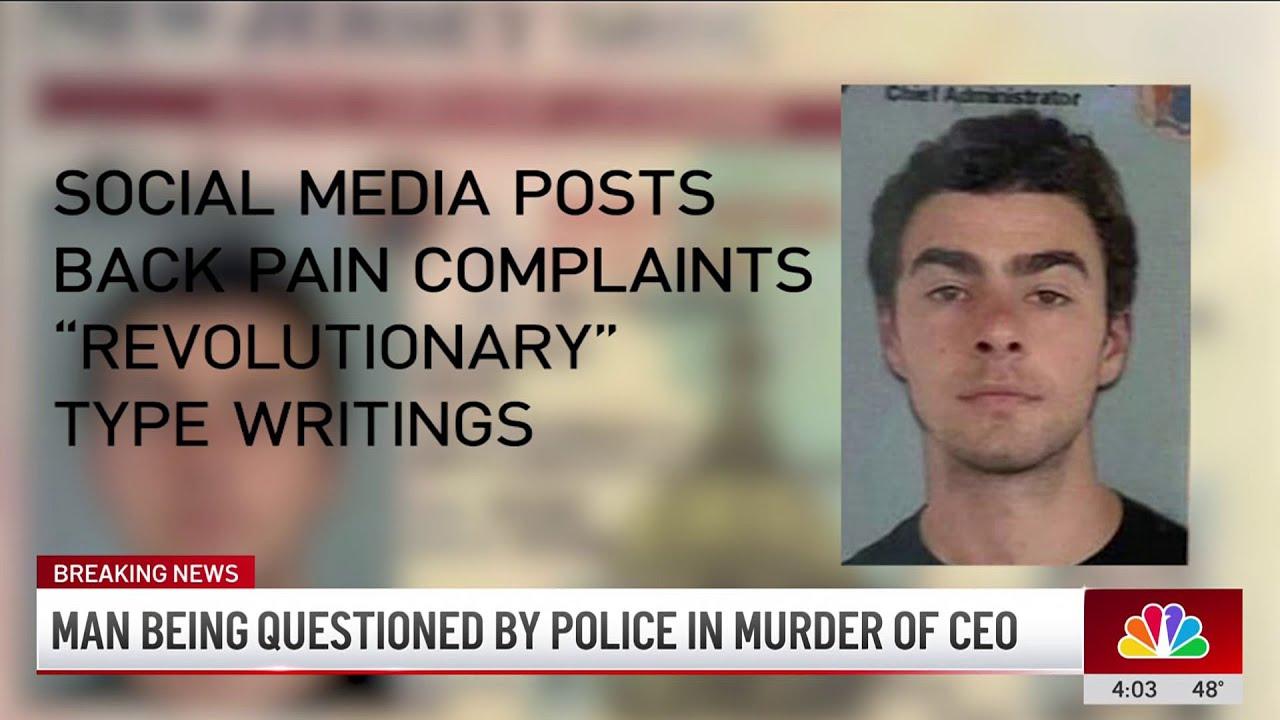 Chief Administrator
SOCIAL MEDIA POSTS
BACK PAIN COMPLAINTS
“REVOLUTIONARY”
TYPE WRITINGS
BREAKING NEWS
MAN BEING QUESTIONED BY POLICE IN MURDER OF CEO
4:03 48°